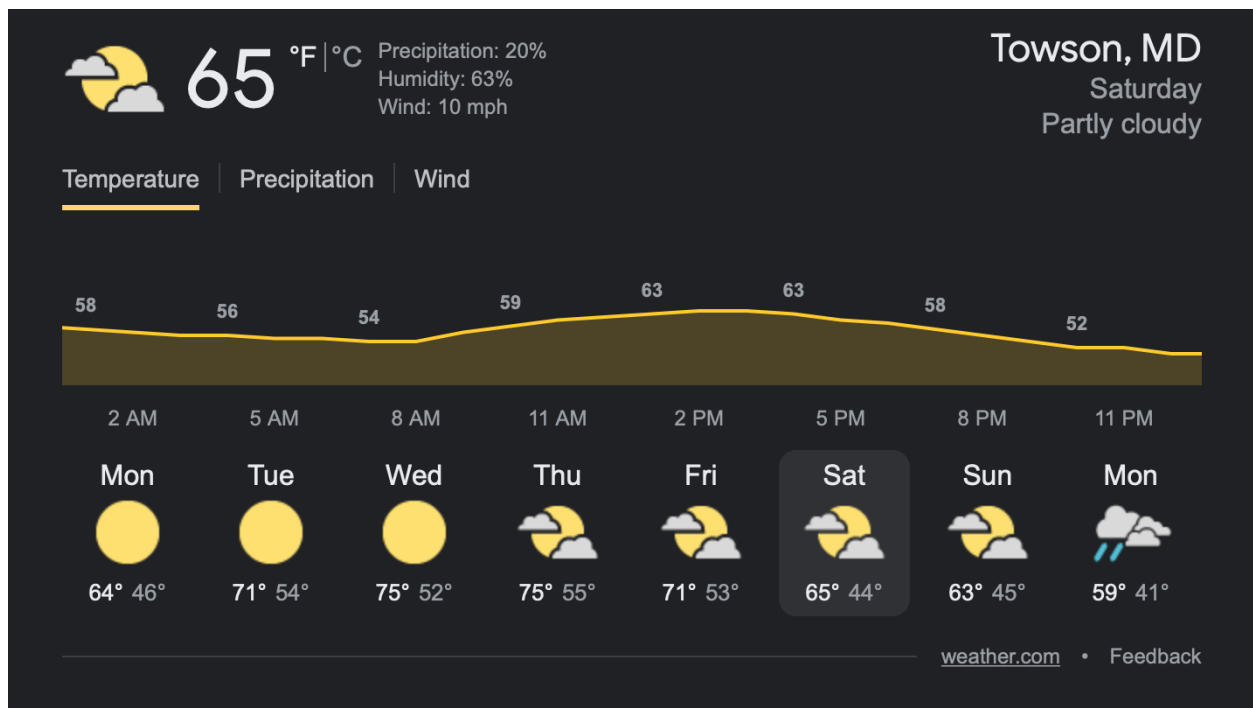 65 °F | °C
Precipitation: 20%
Humidity: 63%
Wind: 10 mph
Towson, MD
Saturday
Partly cloudy
Temperature | Precipitation | Wind
58 56 54 59 63 63 58 52
2 AM 5 AM 8 AM 11 AM 2 PM 5 PM 8 PM 11 PM
Mon Tue Wed Thu Fri Sat Sun Mon
64° 46° 71° 54° 75° 52° 75° 55° 71° 53° 65° 44° 63° 45° 59° 41°
weather.com • Feedback